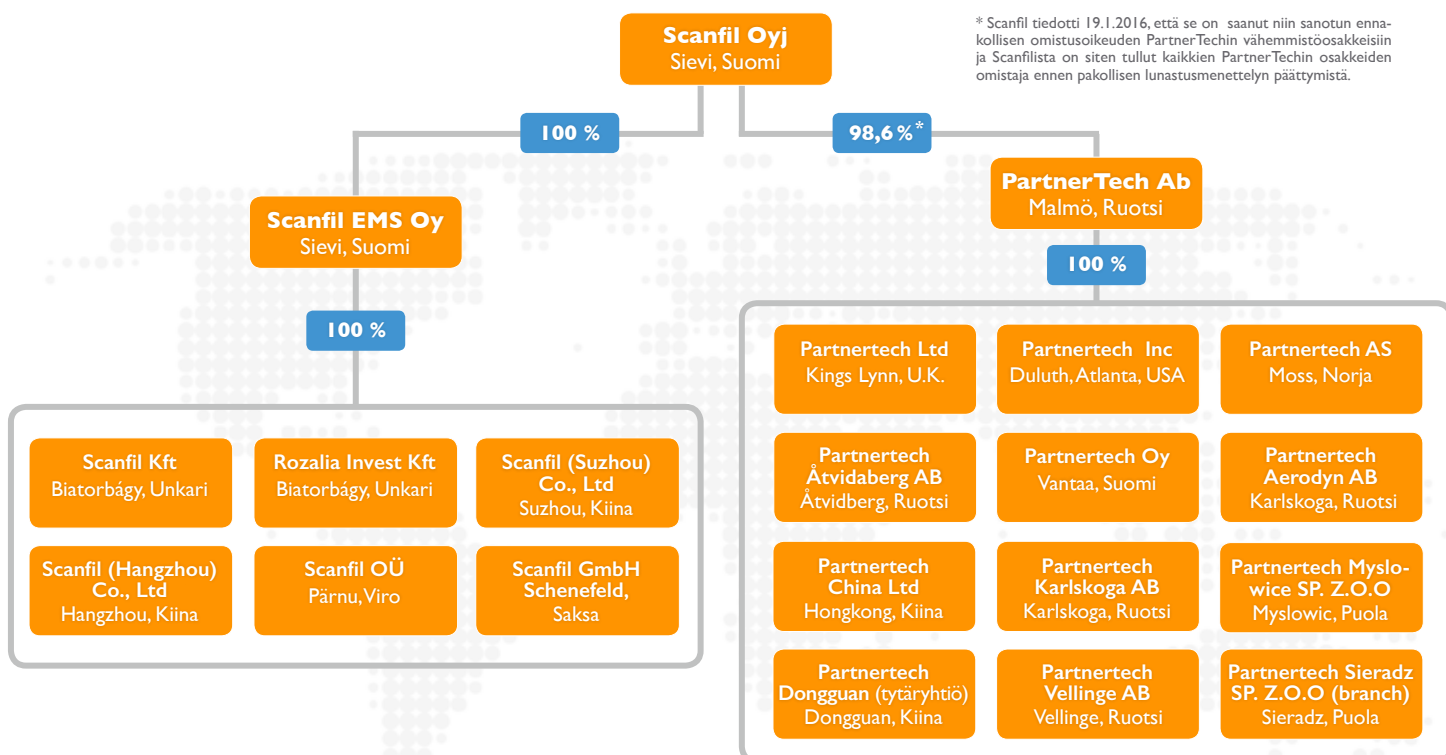 Scanfil Oyj
Sievi, Suomi
* Scanfil tiedotti 19.1.2016, että se on saanut niin sanotun enna-
kollisen omistusoikeuden PartnerTechin vähemmistöosakkeisiin
ja Scanfilista on siten tullut kaikkien PartnerTechin osakkeiden
omistaja ennen pakollisen lunastusmenettelyn päättymistä.
100 %
98,6 %*
Scanfil EMS Oy
Sievi, Suomi
PartnerTech Ab
Malmö, Ruotsi
100 %
100 %
Scanfil Kft
Biatorbágy, Unkari
Rozalia Invest Kft
Biatorbágy, Unkari
Scanfil (Suzhou)
Co., Ltd
Suzhou, Kiina
Scanfil (Hangzhou)
Co., Ltd
Hangzhou, Kiina
Scanfil OÜ
Pärnu, Viro
Scanfil GmbH
Schenefeld,
Saksa
Partnertech Ltd
Kings Lynn, U.K.
Partnertech Inc
Duluth, Atlanta, USA
Partnertech AS
Moss, Norja
Partnertech
Åtvidaberg AB
Åtvidberg, Ruotsi
Partnertech Oy
Vantaa, Suomi
Partnertech
Aerodyn AB
Karlskoga, Ruotsi
Partnertech
China Ltd
Hongkong, Kiina
Partnertech
Karlskoga AB
Karlskoga, Ruotsi
Partnertech Myslo-
wice SP. Z.O.O
Myslowic, Puola
Partnertech
Dongguan (tytäryhtiö)
Dongguan, Kiina
Partnertech
Vellinge AB
Vellinge, Ruotsi
Partnertech Sieradz
SP. Z.O.O (branch)
Sieradz, Puola